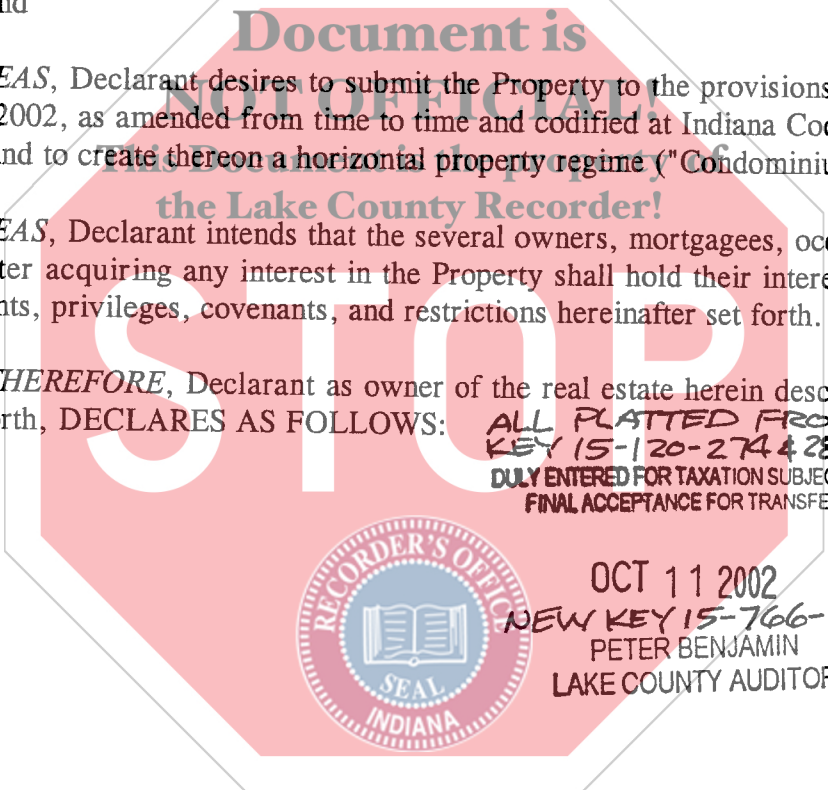 nd
Document is
EAS, Declarant desires to submit the Property to the provisions
NOT OFFICIAL!
2002, as amended from time to time and codified at Indiana Co
nd to create thereon a horizontal property regime ("Condominiu
This Document is the property of
the Lake County Recorder!
EAS, Declarant intends that the several owners, mortgagees, occ
ter acquiring any interest in the Property shall hold their intere
nts, privileges, covenants, and restrictions hereinafter set forth.
STOP
HEREFORE, Declarant as owner of the real estate herein desc
rth, DECLARES AS FOLLOWS:
ALL PLATTED FRO
KEY 15-120-274 & 28
DULY ENTERED FOR TAXATION SUBJEC
FINAL ACCEPTANCE FOR TRANSFE
RECORDER'S OFFICE
SEAL
INDIANA
OCT 11 2002
NEW KEY 15-766-
PETER BENJAMIN
LAKE COUNTY AUDITOR